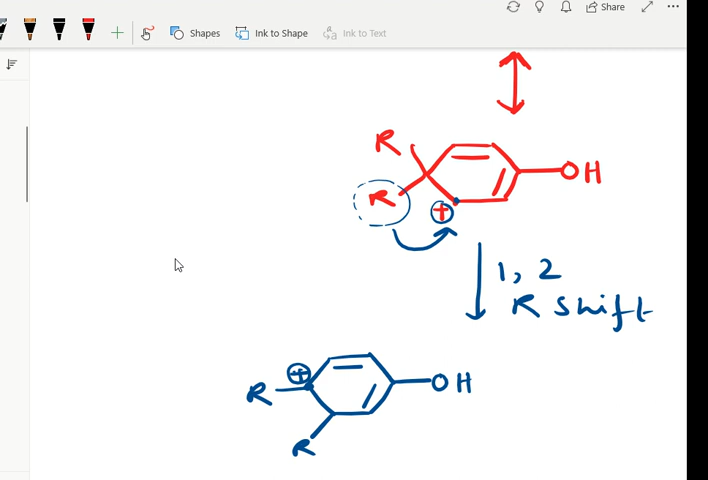 Share
Shapes
Ink to Shape
Ink to Text
R
R
OH
+
1, 2
R shift
+
R
OH
R